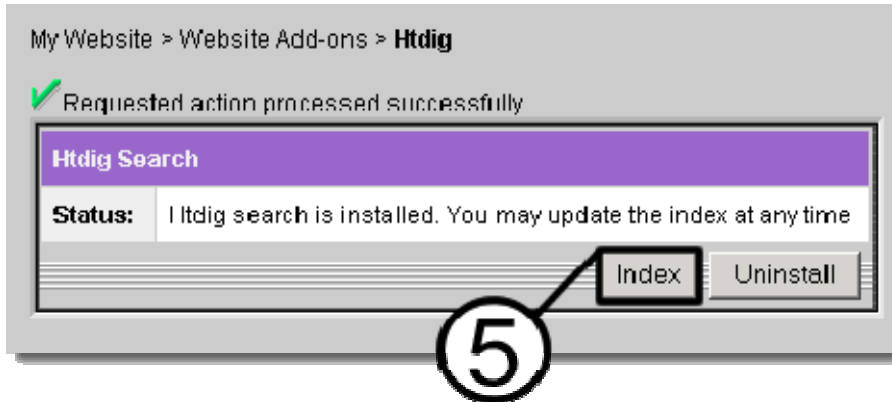 My Website > Website Add-ons > Htdig
Requested action processed successfully
Htdig Search
Status: Htdig search is installed. You may update the index at any time
Index Uninstall
5